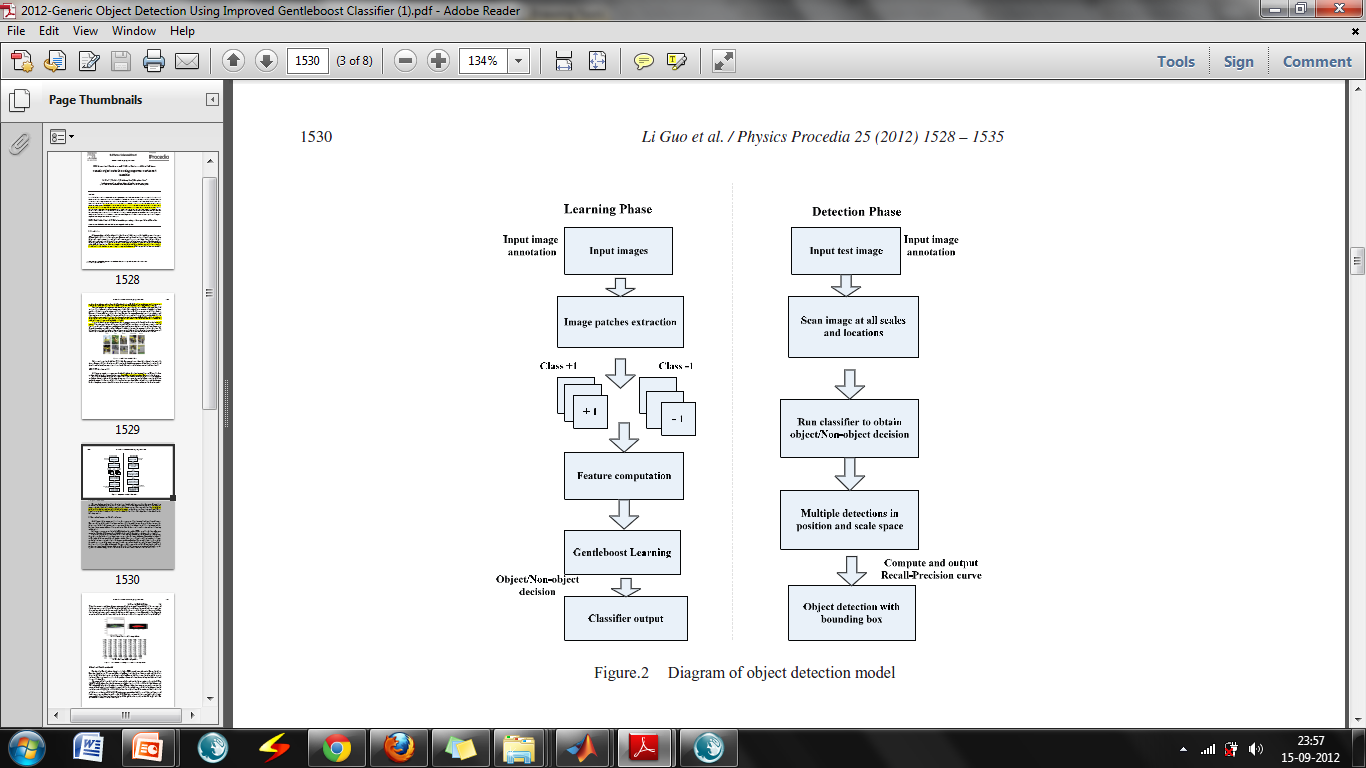 2012-Generic Object Detection Using Improved Gentleboost Classifier (1).pdf - Adobe Reader
File Edit View Window Help
1530 (3 of 8) 134% Tools Sign Comment
Page Thumbnails
1528
1529
1530
1530 Li Guo et al. / Physics Procedia 25 (2012) 1528 – 1535
Learning Phase
Input image
annotation
Input images
Image patches extraction
Class +1
Class -1
+1
-1
Feature computation
Gentleboost Learning
Object/Non-object
decision
Classifier output
Detection Phase
Input test image
Input image
annotation
Scan image at all scales
and locations
Run classifier to obtain
object/Non-object decision
Multiple detections in
position and scale space
Compute and output
Recall-Precision curve
Object detection with
bounding box
Figure.2 Diagram of object detection model
23:57
15-09-2012